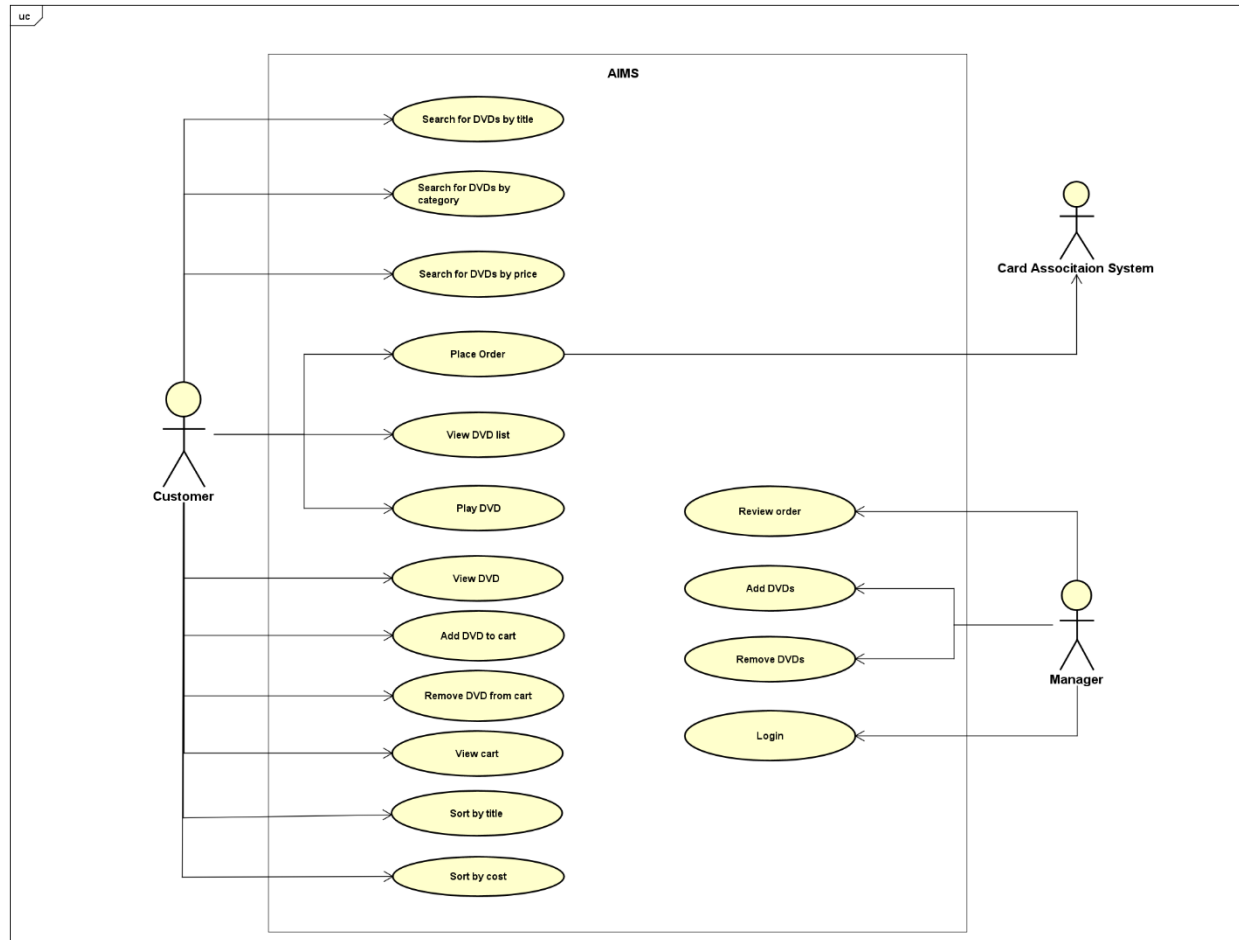 uc
AIMS
Search for DVDs by title
Search for DVDs by
category
Search for DVDs by price
Place Order
View DVD list
Play DVD
View DVD
Add DVD to cart
Remove DVD from cart
View cart
Sort by title
Sort by cost
Customer
Card Associtaion System
Review order
Add DVDs
Remove DVDs
Login
Manager